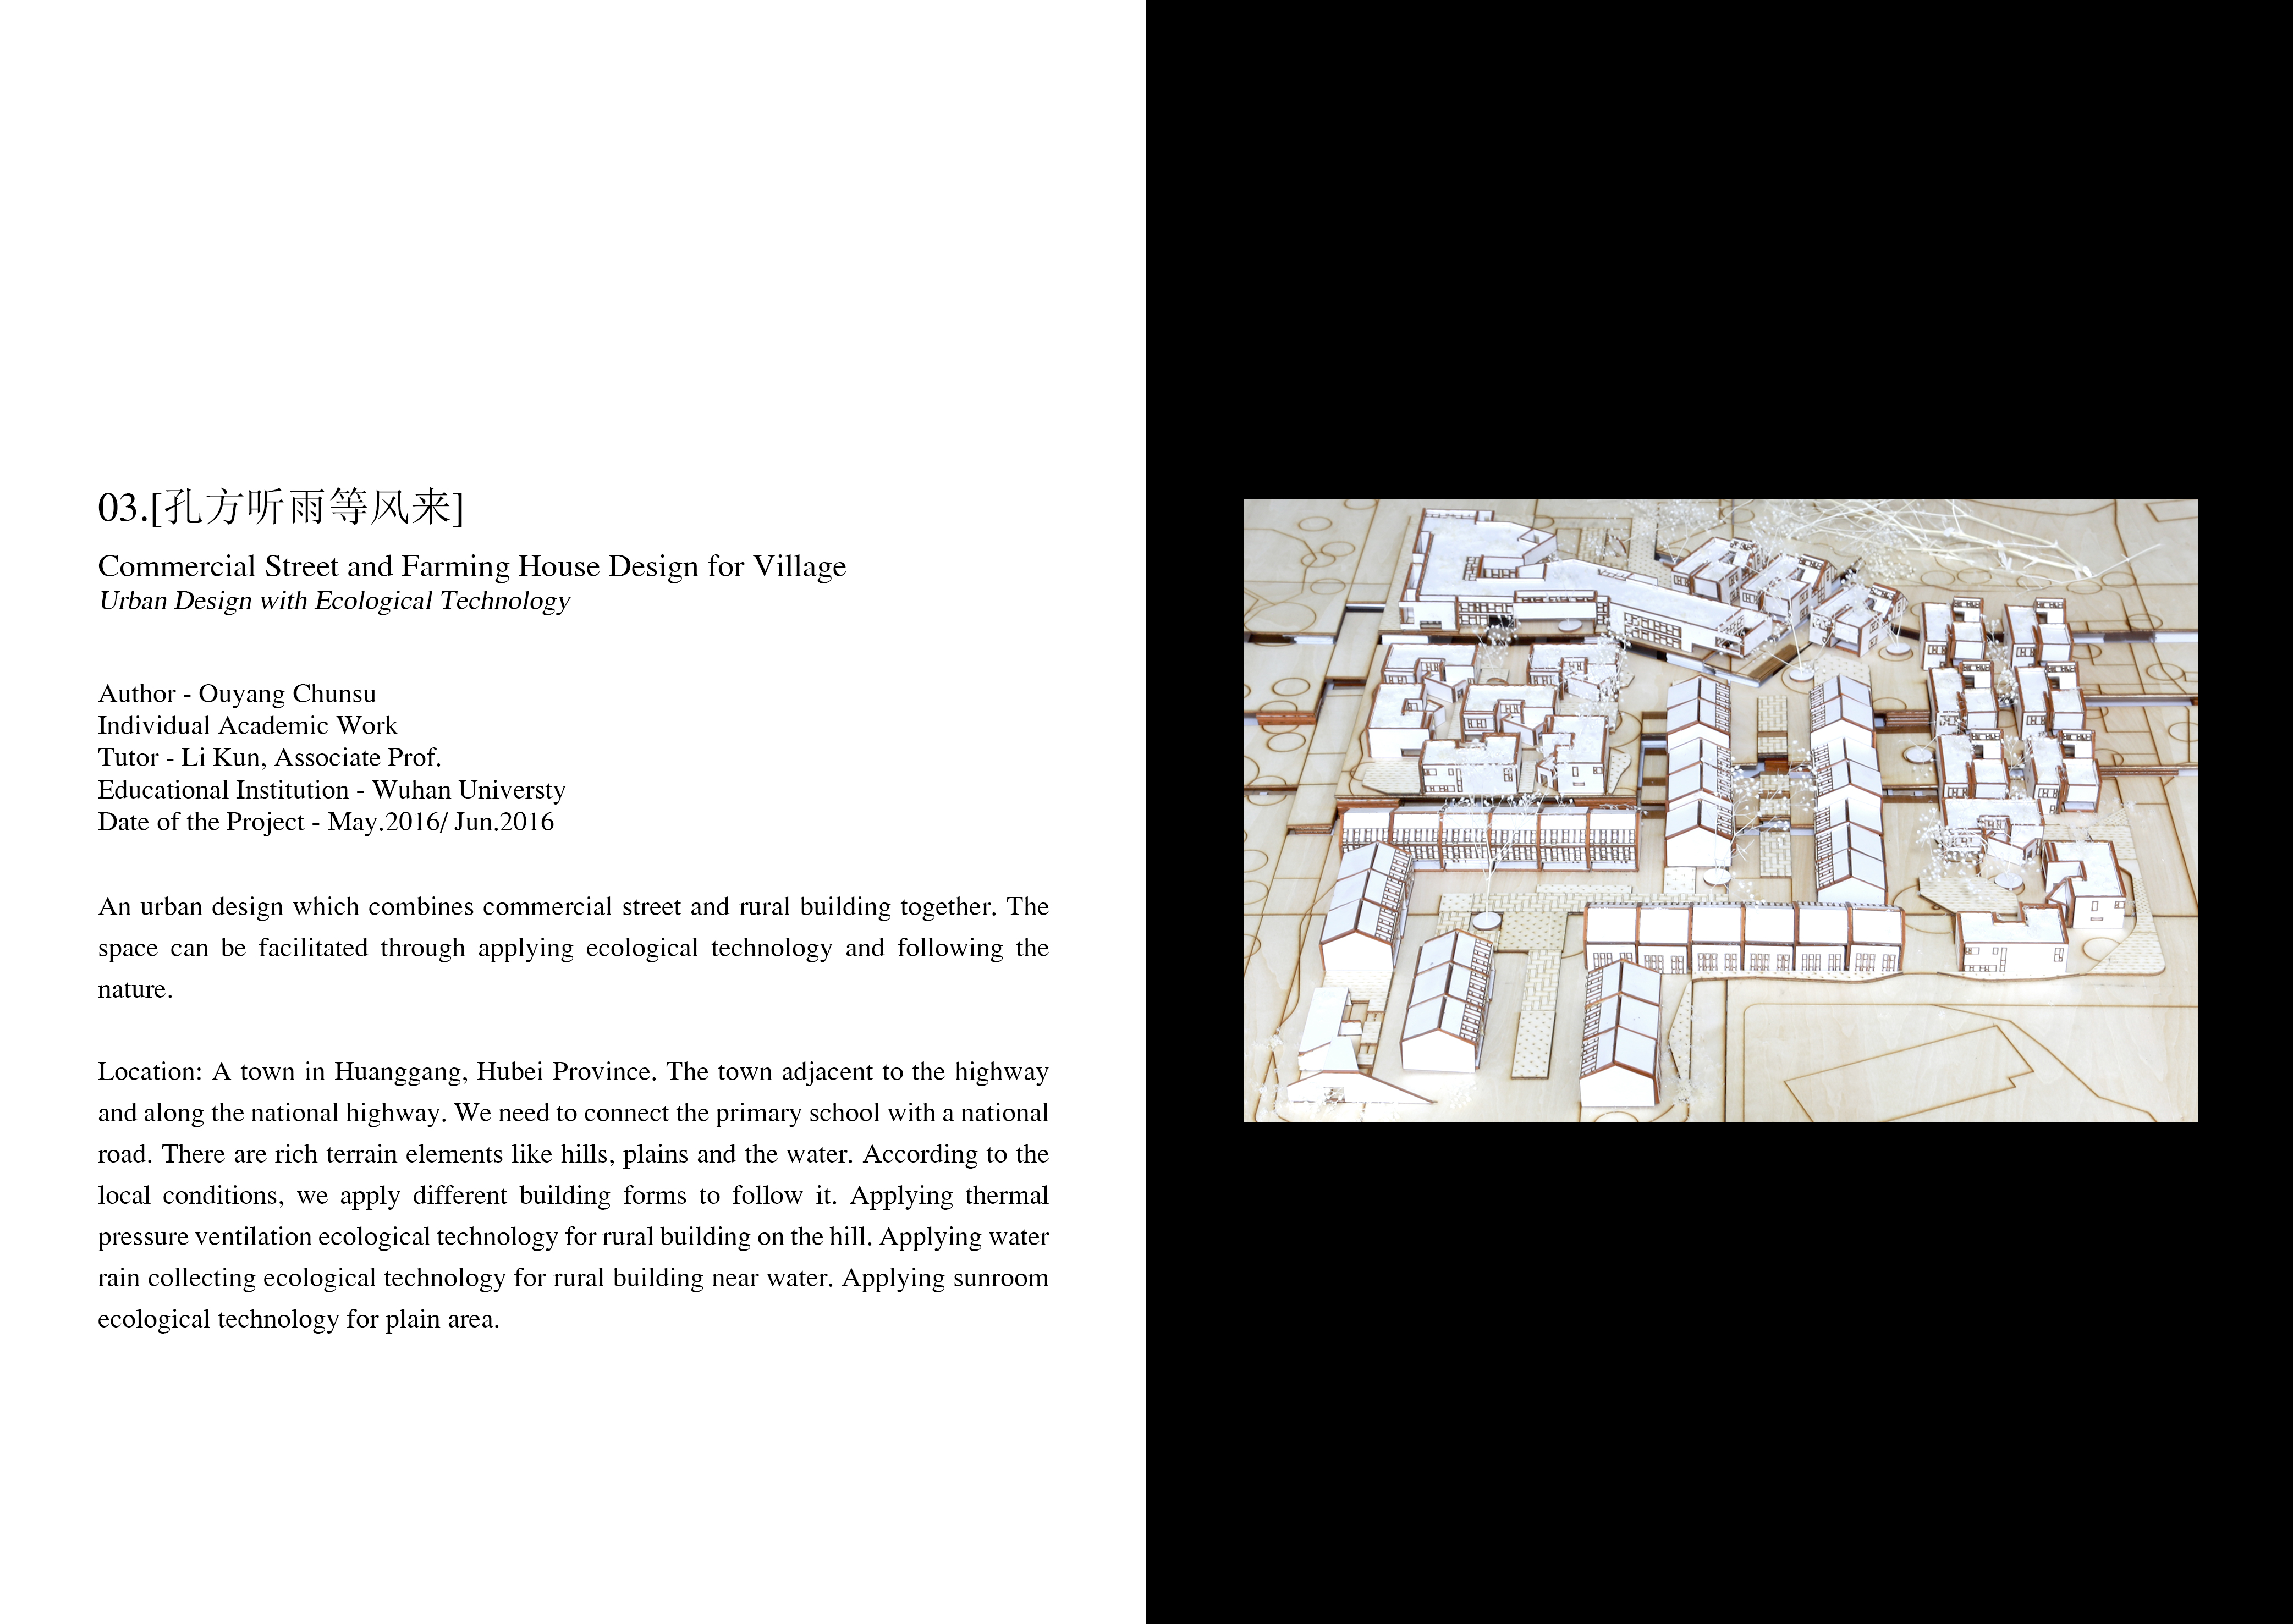 03.[孔方听雨等风来]
Commercial Street and Farming House Design for Village
Urban Design with Ecological Technology
Author - Ouyang Chunsu
Individual Academic Work
Tutor - Li Kun, Associate Prof.
Educational Institution - Wuhan Universty
Date of the Project - May.2016/ Jun.2016
An urban design which combines commercial street and rural building together. The
space can be facilitated through applying ecological technology and following the
nature.
Location: A town in Huanggang, Hubei Province. The town adjacent to the highway
and along the national highway. We need to connect the primary school with a national
road. There are rich terrain elements like hills, plains and the water. According to the
local conditions, we apply different building forms to follow it. Applying thermal
pressure ventilation ecological technology for rural building on the hill. Applying water
rain collecting ecological technology for rural building near water. Applying sunroom
ecological technology for plain area.